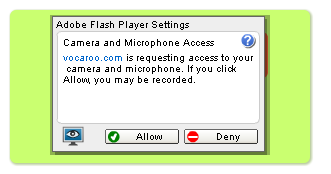 Adobe Flash Player Settings
Camera and Microphone Access
?
vocaroo.com is requesting access to your
camera and microphone. If you click
Allow, you may be recorded.
Allow
Deny